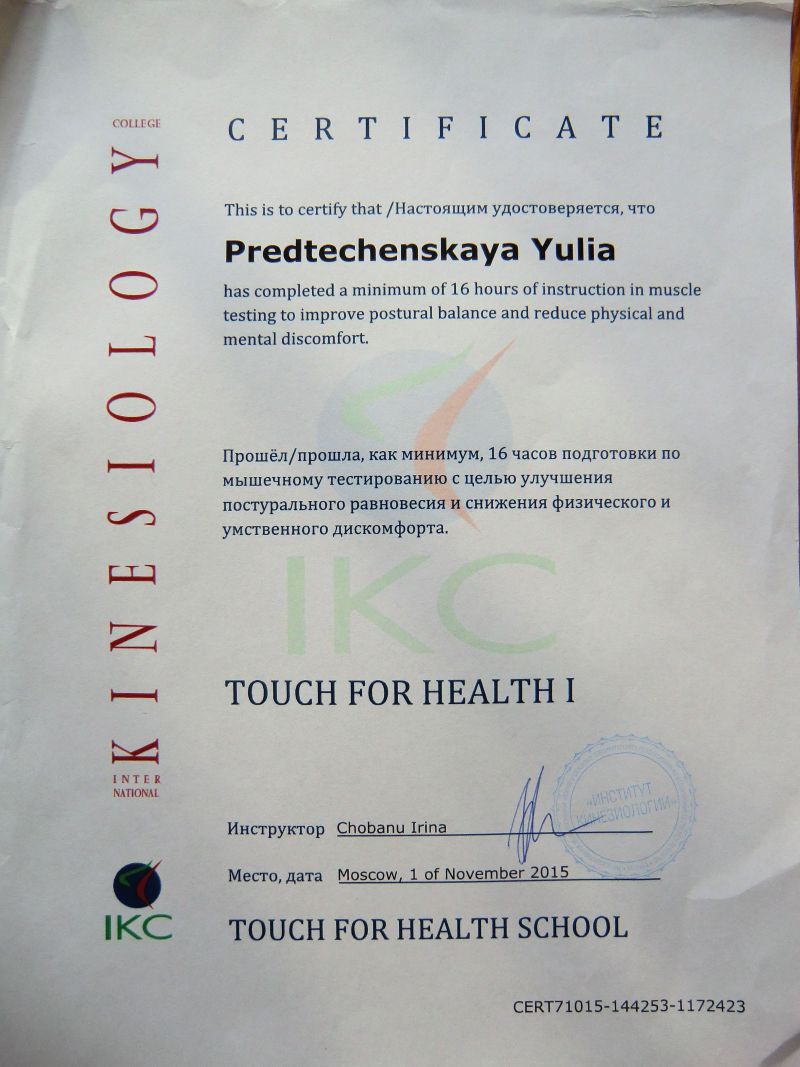 COLLEGE
KINESIOLOGY
INTER
NATIONAL
CERTIFICATE
This is to certify that /Настоящим удостоверяется, что
Predtechenskaya Yulia
has completed a minimum of 16 hours of instruction in muscle
testing to improve postural balance and reduce physical and
mental discomfort.
Прошёл/прошла, как минимум, 16 часов подготовки по
мышечному тестированию с целью улучшения
постурального равновесия и снижения физического и
умственного дискомфорта.
IKC
TOUCH FOR HEALTH I
«ИНСТИТУТ
КИНЕЗИОЛОГИИ»
Инструктор Chobanu Irina
Место, дата Moscow, 1 of November 2015
IKC
TOUCH FOR HEALTH SCHOOL
CERT71015-144253-1172423